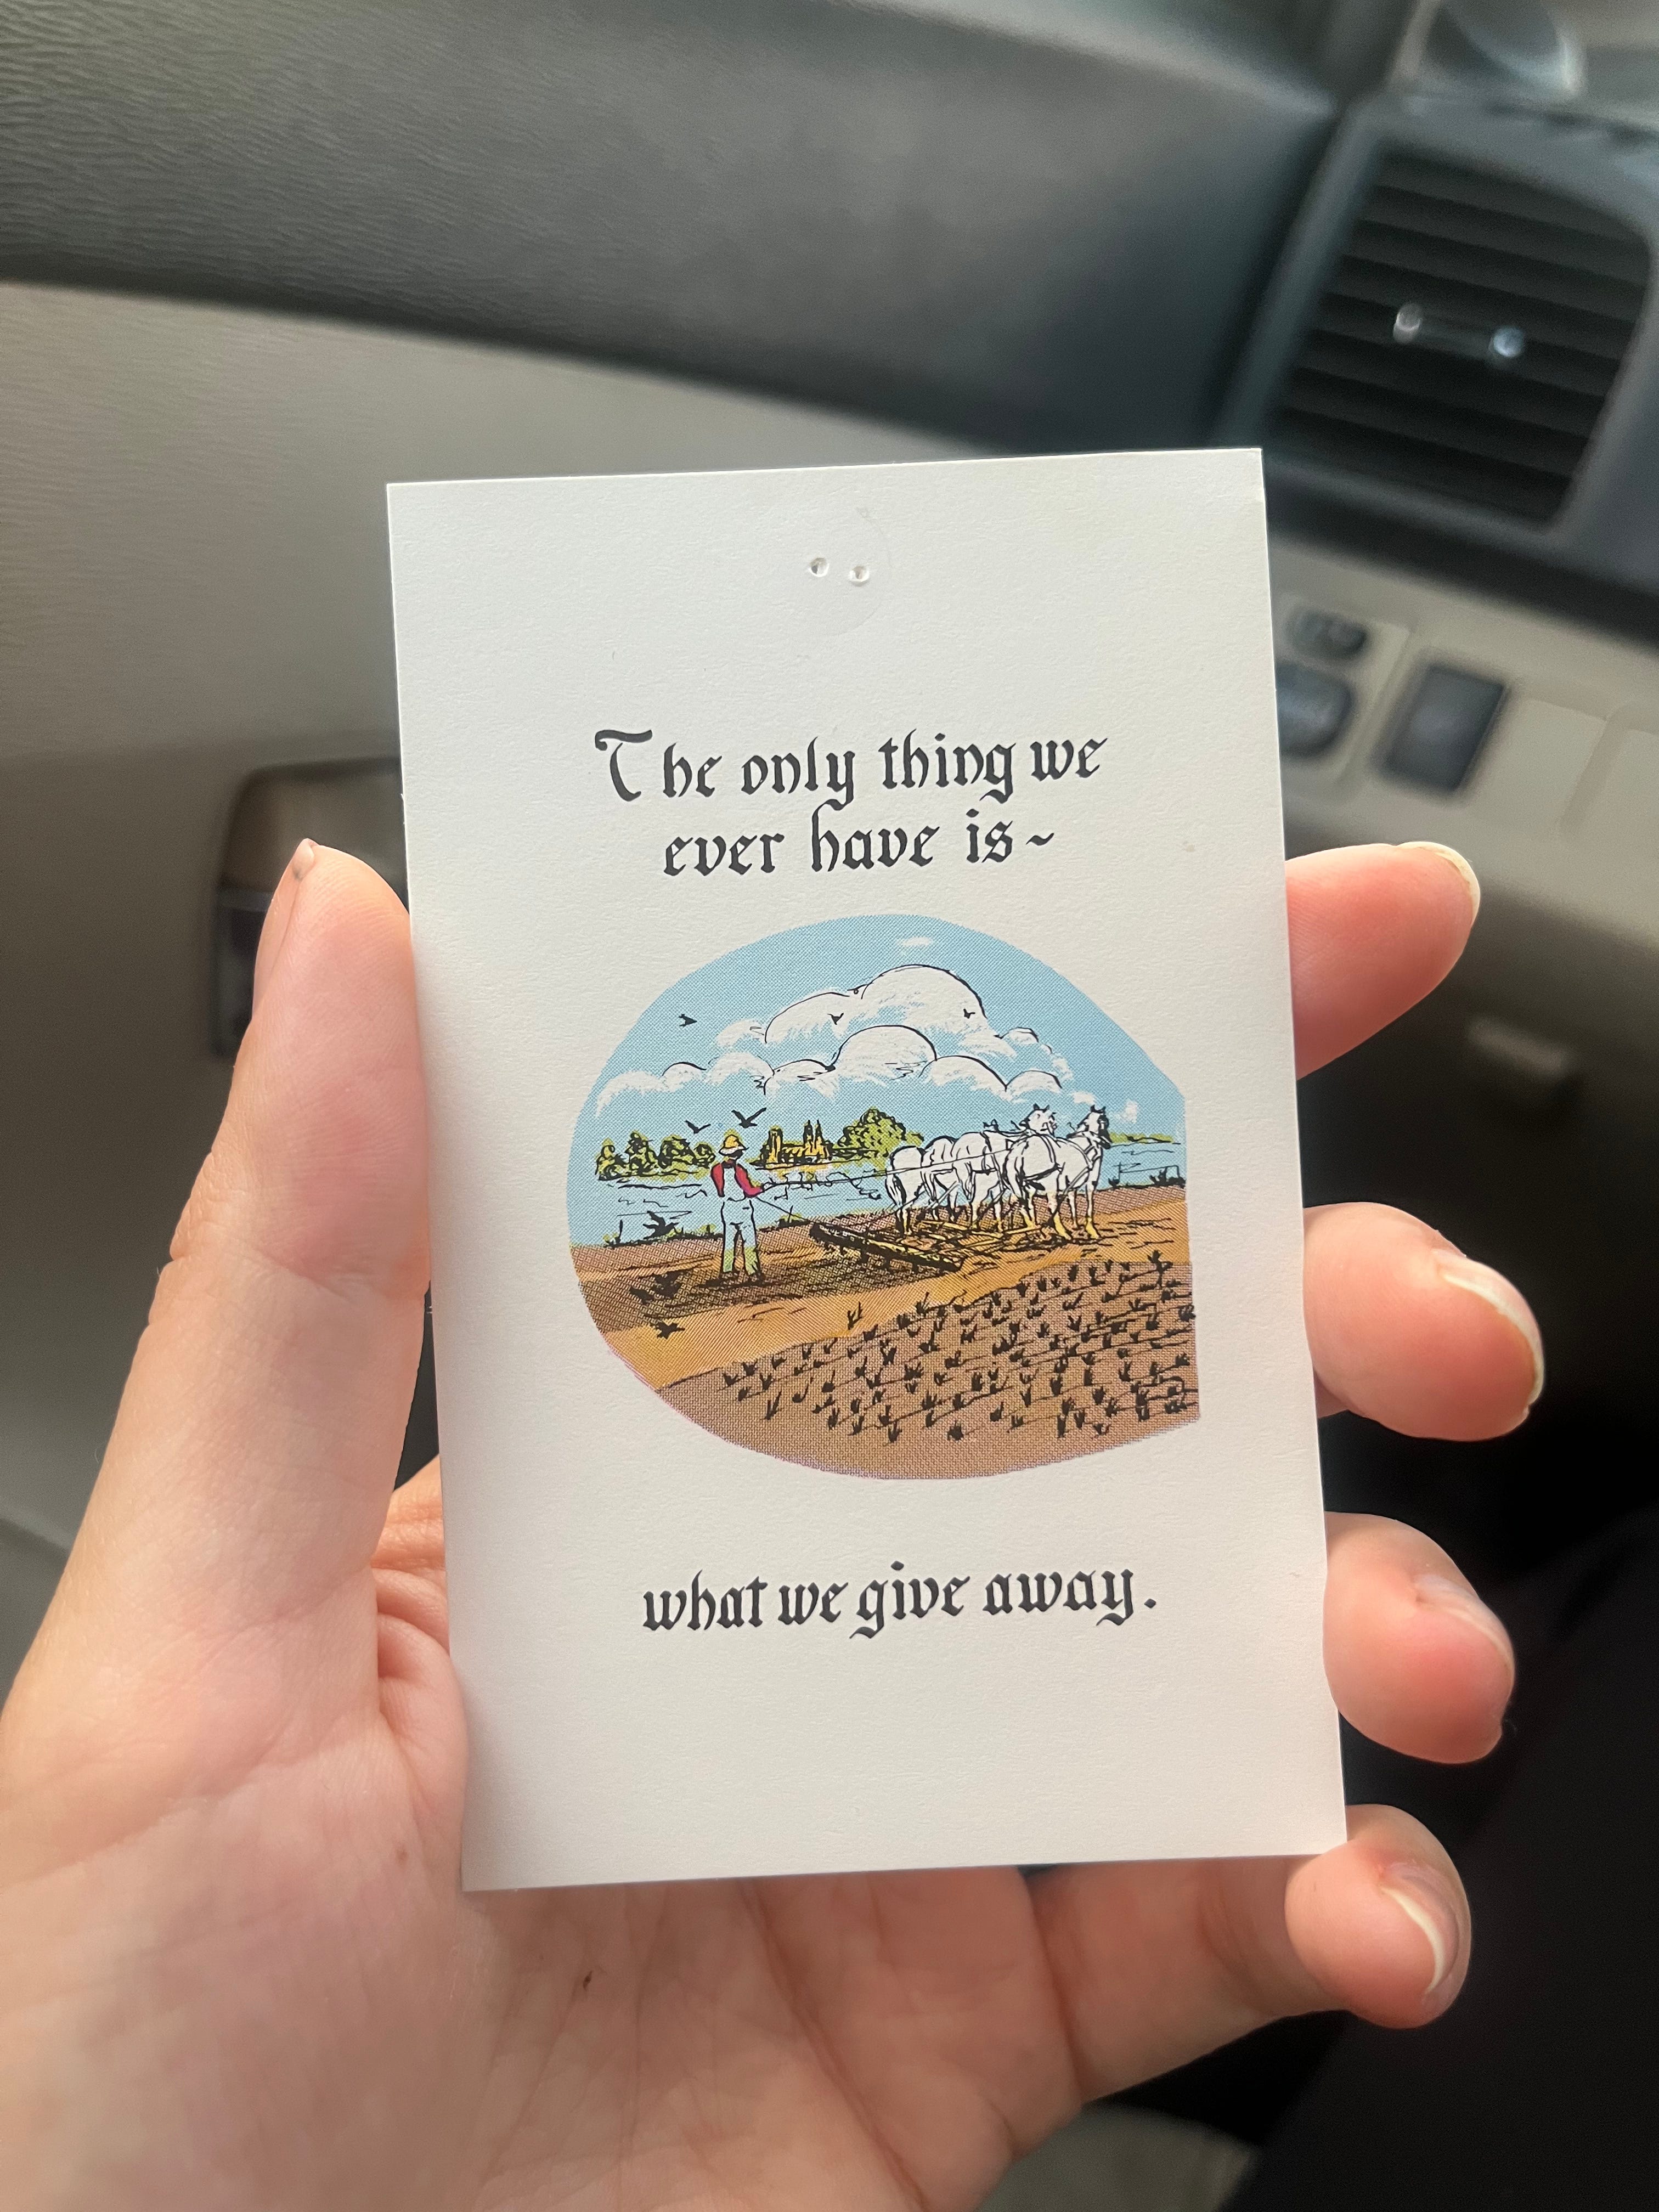 The only thing we
ever have is~
what we give away.